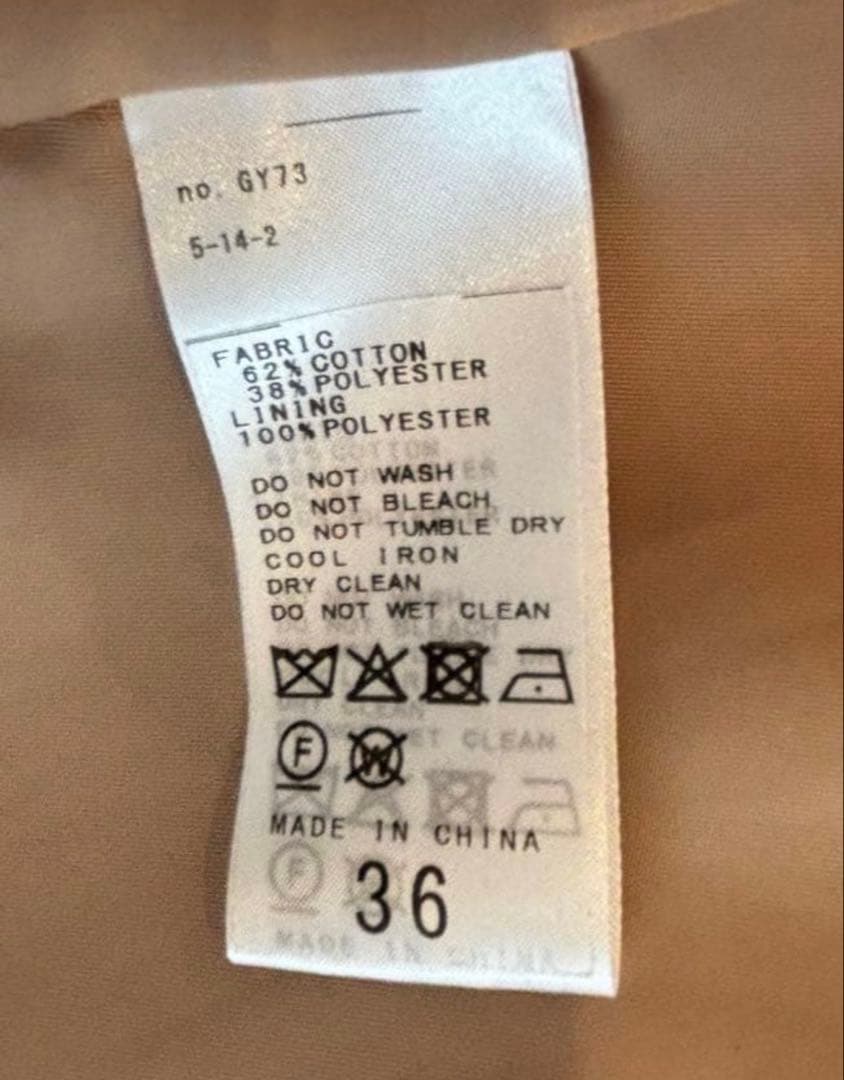 no. GY73
5-14-2
FABRIC
62% COTTON
38% POLYESTER
LINING
100% POLYESTER
DO NOT WASH
DO NOT BLEACH
DO NOT TUMBLE DRY
COOL IRON
DRY CLEAN
DO NOT WET CLEAN
F W
MADE IN CHINA
36